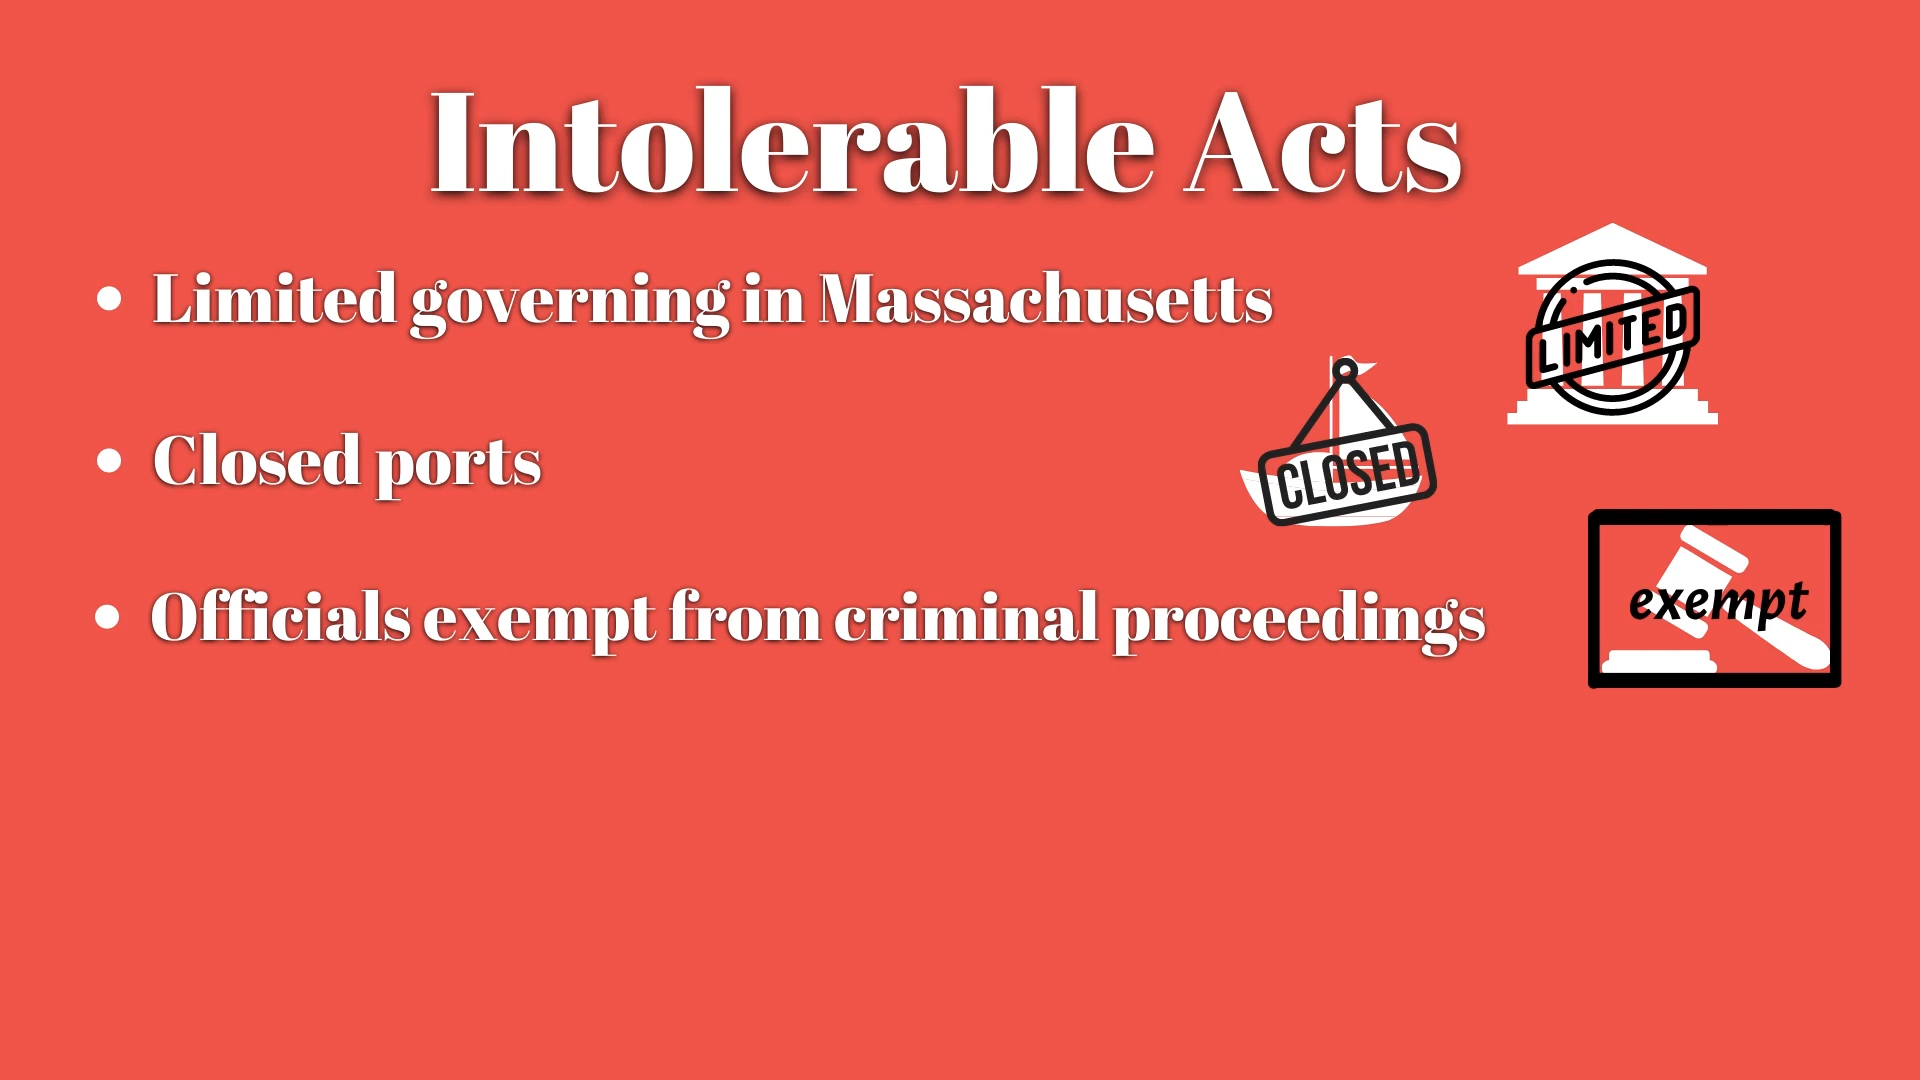 Intolerable Acts
• Limited governing in Massachusetts
LIMITED
• Closed ports
CLOSED
• Officials exempt from criminal proceedings
exempt